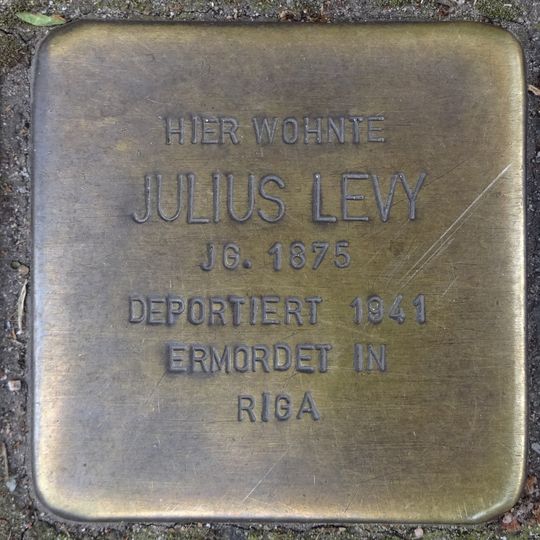 HIER WOHNTE
JULIUS LEVY
JG. 1875
DEPORTIERT 1941
ERMORDET IN
RIGA